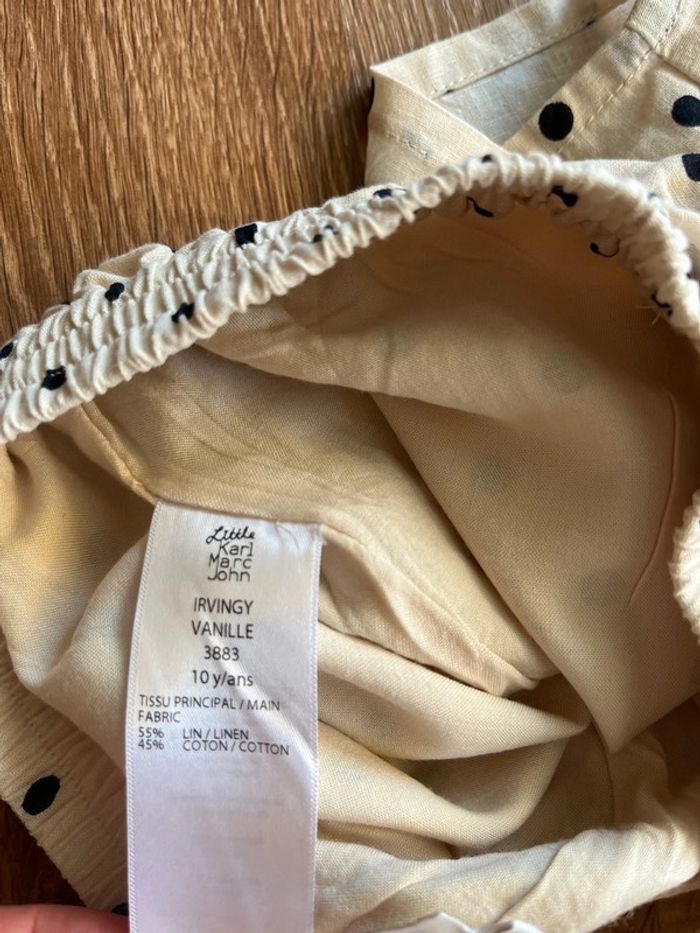 Little
Karl
Marc
John
IRVINGY
VANILLE
3883
10 y/ans
TISSU PRINCIPAL / MAIN
FABRIC
55% LIN / LINEN
45% COTON / COTTON